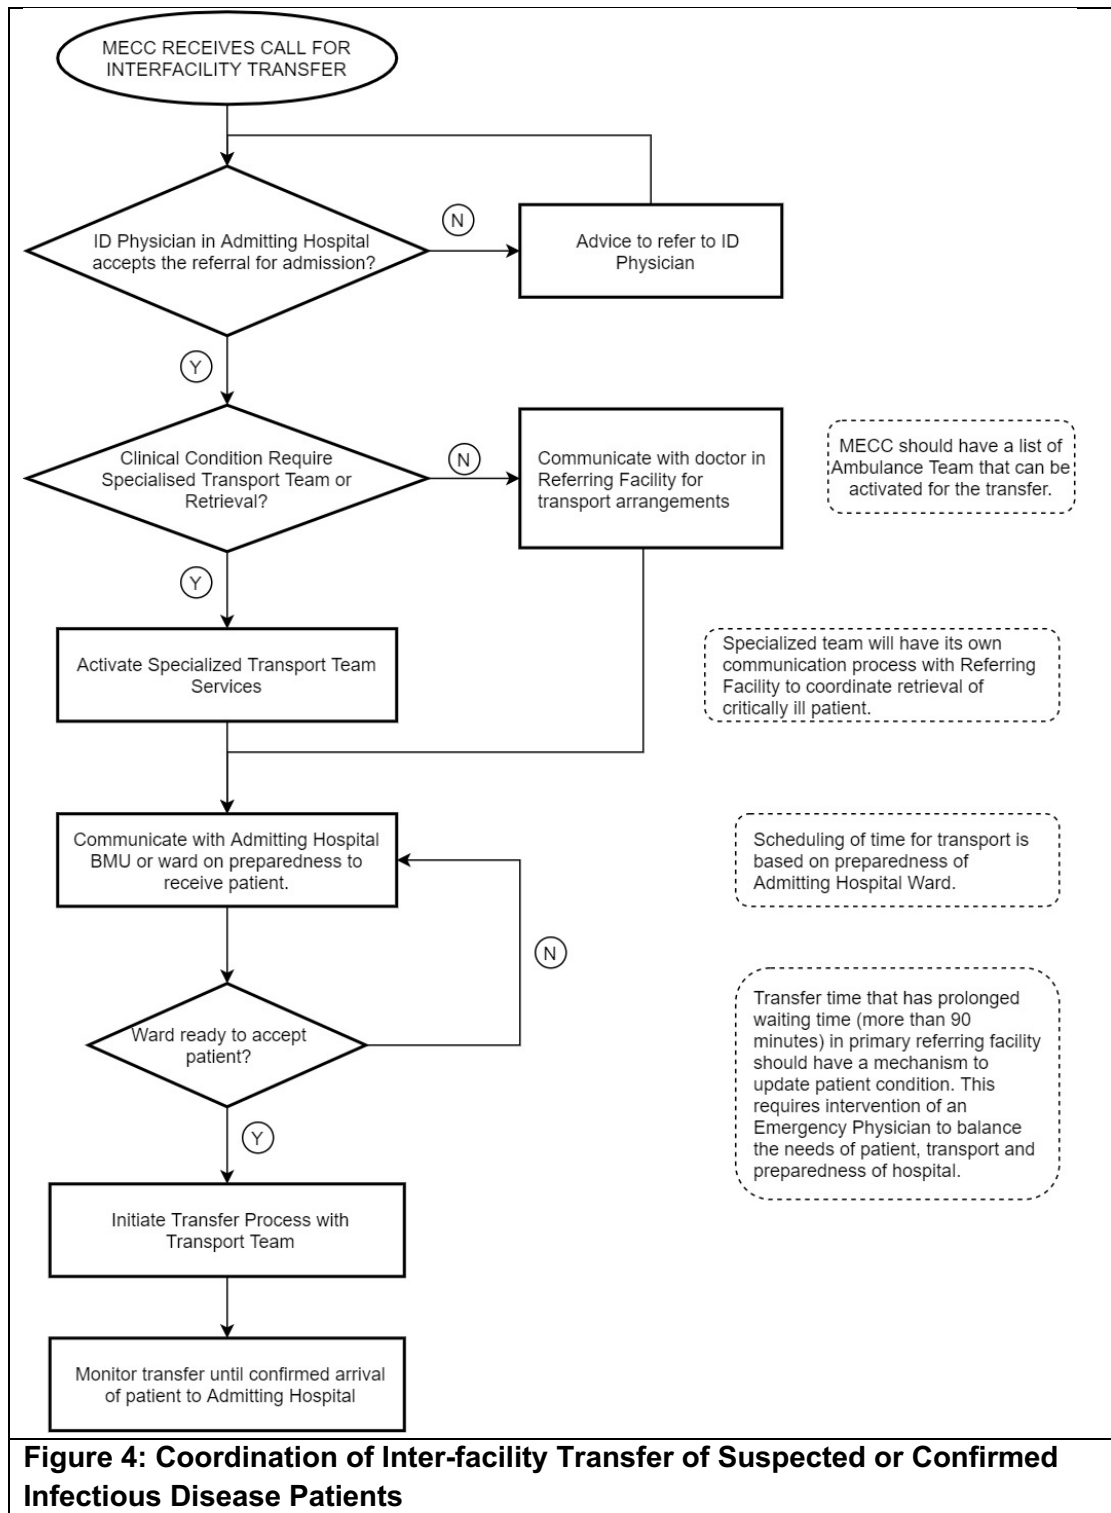 MECC RECEIVES CALL FOR
INTERFACILITY TRANSFER
ID Physician in Admitting Hospital
accepts the referral for admission?
N
Advice to refer to ID
Physician
Y
Clinical Condition Require
Specialised Transport Team or
Retrieval?
N
Communicate with doctor in
Referring Facility for
transport arrangements
MECC should have a list of
Ambulance Team that can be
activated for the transfer.
Y
Activate Specialized Transport Team
Services
Specialized team will have its own
communication process with Referring
Facility to coordinate retrieval of
critically ill patient.
Communicate with Admitting Hospital
BMU or ward on preparedness to
receive patient.
Scheduling of time for transport is
based on preparedness of
Admitting Hospital Ward.
N
Ward ready to accept
patient?
Transfer time that has prolonged
waiting time (more than 90
minutes) in primary referring facility
should have a mechanism to
update patient condition. This
requires intervention of an
Emergency Physician to balance
the needs of patient, transport and
preparedness of hospital.
Y
Initiate Transfer Process with
Transport Team
Monitor transfer until confirmed arrival
of patient to Admitting Hospital
Figure 4: Coordination of Inter-facility Transfer of Suspected or Confirmed
Infectious Disease Patients